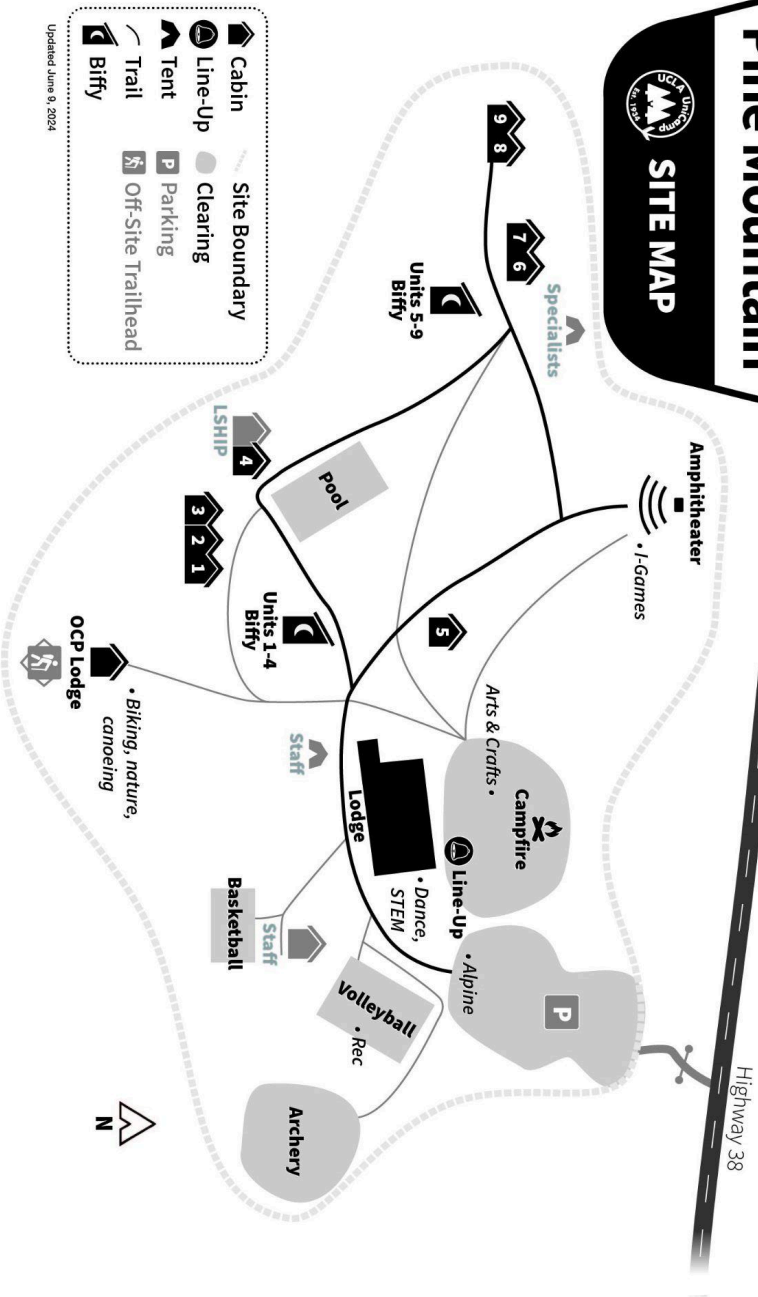 Pine Mountain
UCLA UniCamp
Est. 1934
SITE MAP
Highway 38
Amphitheater
• I-Games
Specialists
9 8
7 6
Units 5-9
Biffy
5
Arts & Crafts •
Campfire
Line-Up
• Alpine
P
• Dance,
STEM
Lodge
Pool
LSHIP
4
3 2 1
Units 1-4
Biffy
Staff
Volleyball
• Rec
Staff
Basketball
Archery
OCP Lodge
• Biking, nature,
canoeing
N
Cabin
Line-Up
Tent
Trail
Biffy
Site Boundary
Clearing
P Parking
Off-Site Trailhead
Updated June 9, 2024